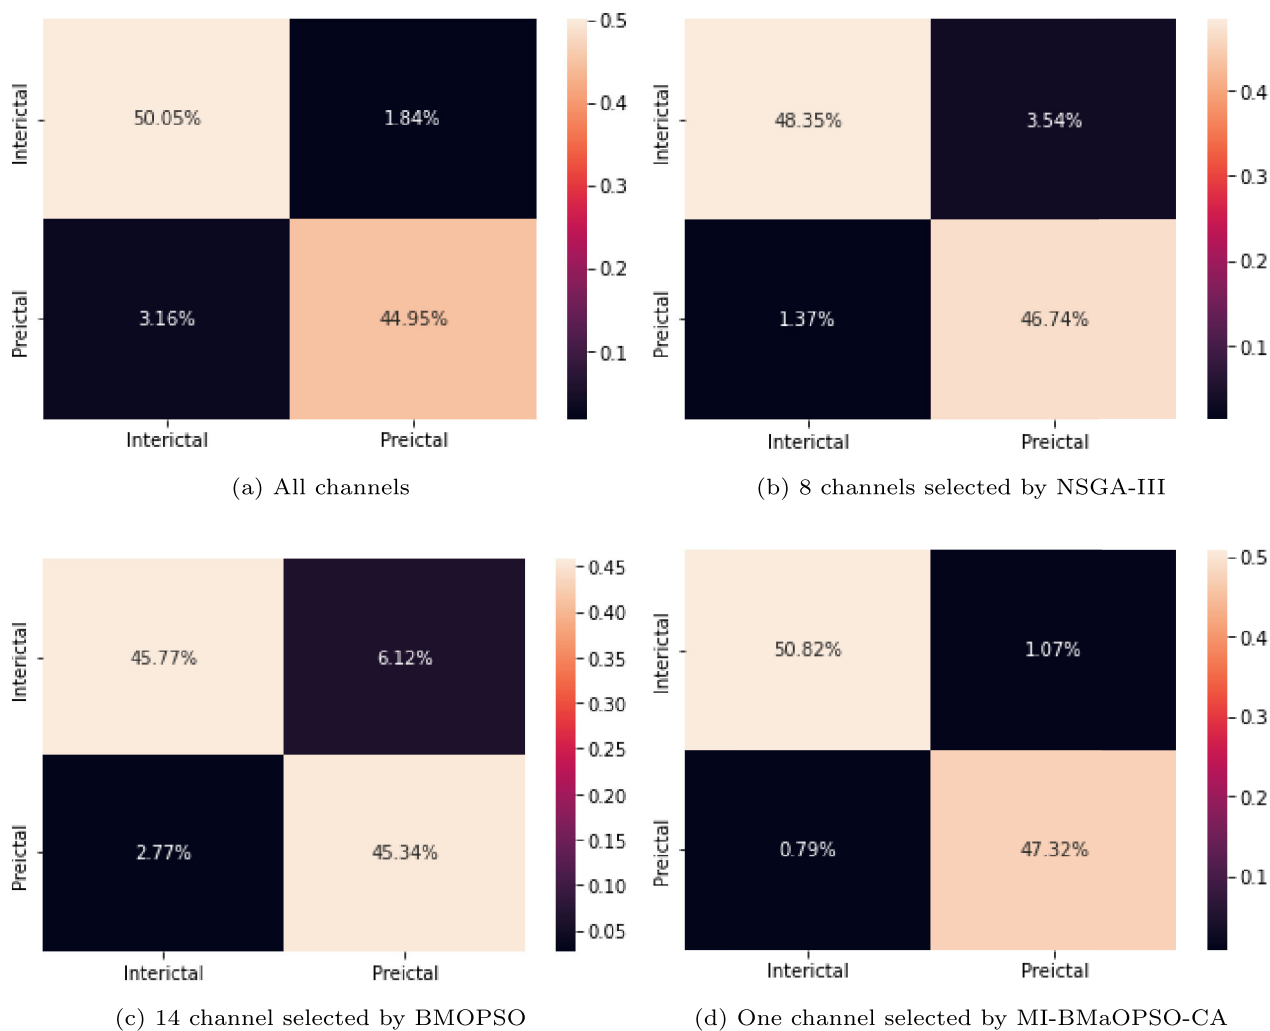 Interictal
50.05%
1.84%
Preictal
3.16%
44.95%
Interictal
Preictal
0.5
0.4
0.3
0.2
0.1
(a) All channels
Interictal
48.35%
3.54%
Preictal
1.37%
46.74%
Interictal
Preictal
0.4
0.3
0.2
0.1
(b) 8 channels selected by NSGA-III
Interictal
45.77%
6.12%
Preictal
2.77%
45.34%
Interictal
Preictal
0.45
0.40
0.35
0.30
0.25
0.20
0.15
0.10
0.05
(c) 14 channel selected by BMOPSO
Interictal
50.82%
1.07%
Preictal
0.79%
47.32%
Interictal
Preictal
0.5
0.4
0.3
0.2
0.1
(d) One channel selected by MI-BMaOPSO-CA